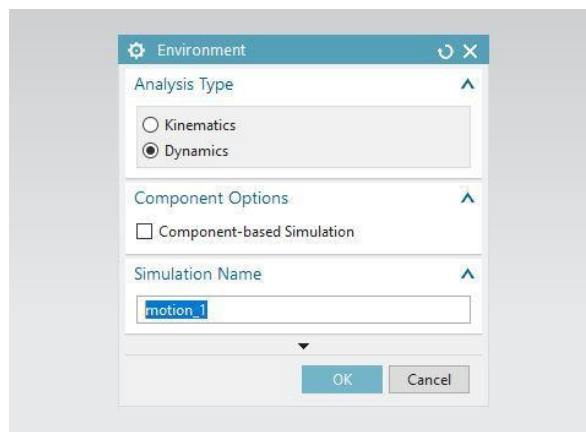 Environment
Analysis Type
Kinematics
Dynamics
Component Options
Component-based Simulation
Simulation Name
motion_1
OK Cancel